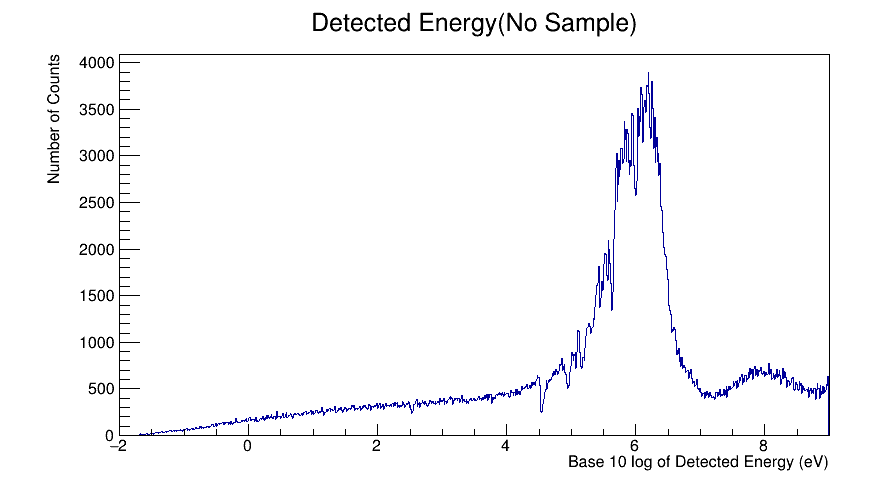 Detected Energy(No Sample)
Number of Counts
4000
3500
3000
2500
2000
1500
1000
500
0
−2 0 2 4 6 8
Base 10 log of Detected Energy (eV)